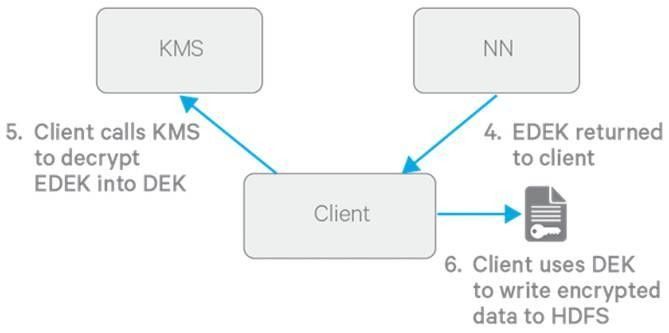 KMS
NN
5. Client calls KMS
to decrypt
EDEK into DEK
4. EDEK returned
to client
Client
6. Client uses DEK
to write encrypted
data to HDFS